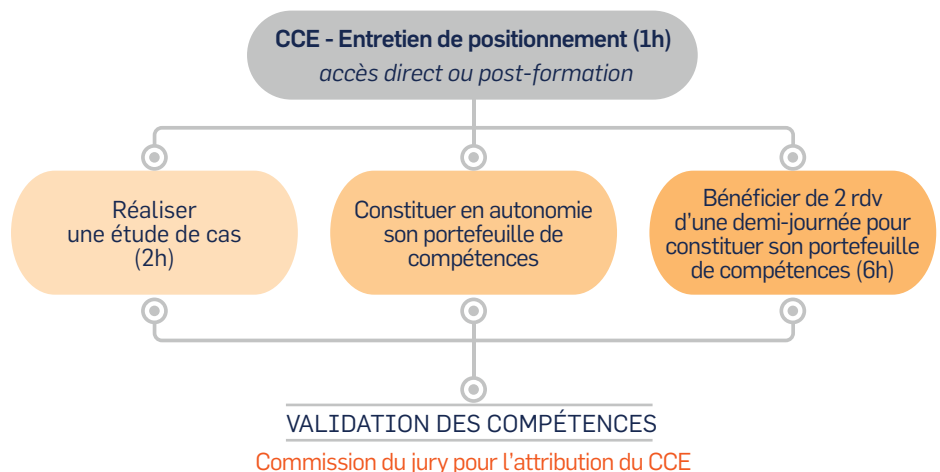 CCE - Entretien de positionnement (1h)
accès direct ou post-formation
Réaliser
une étude de cas
(2h)
Constituer en autonomie
son portefeuille de
compétences
Bénéficier de 2 rdv
d'une demi-journée pour
constituer son portefeuille
de compétences (6h)
VALIDATION DES COMPÉTENCES
Commission du jury pour l'attribution du CCE